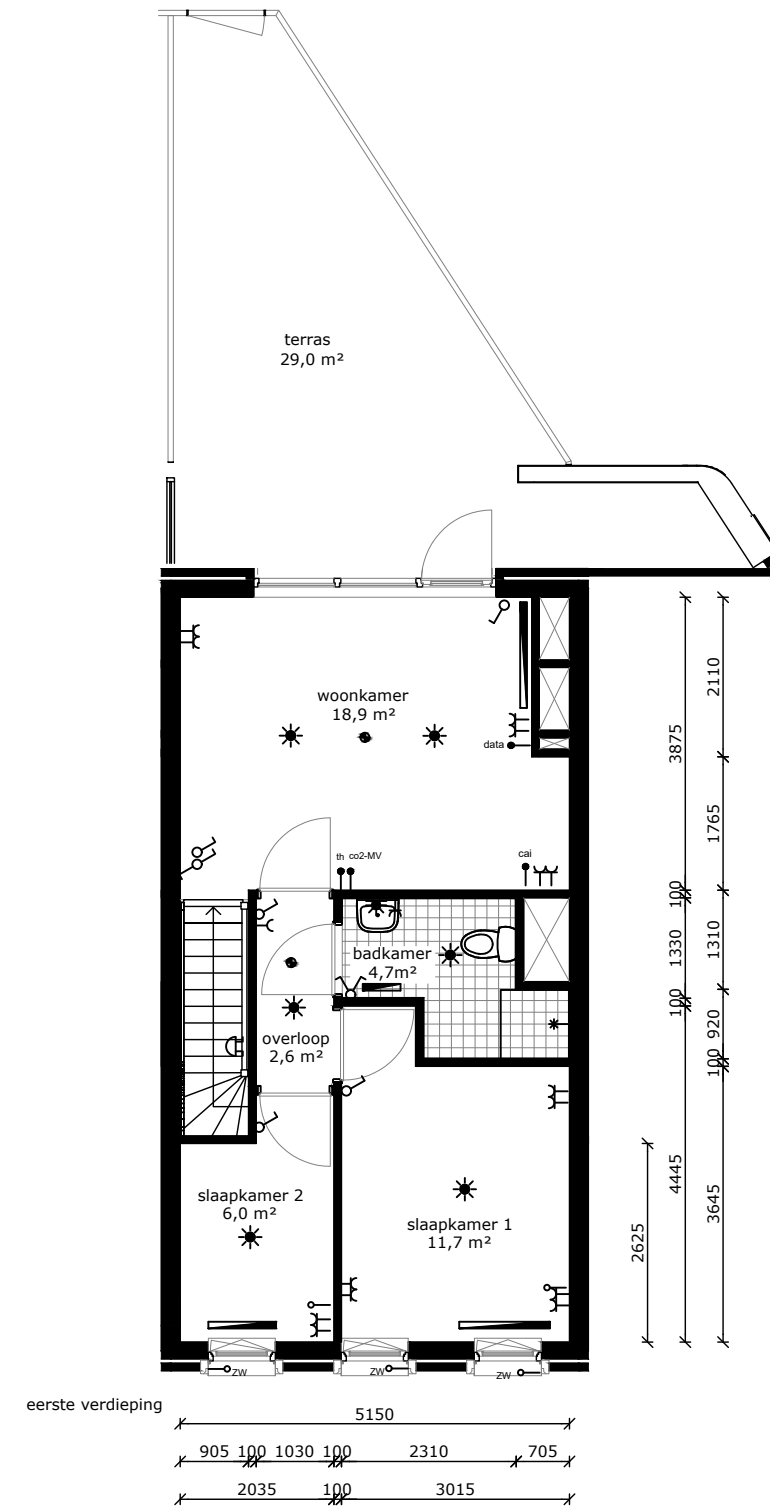 terras
29,0 m²
woonkamer
18,9 m²
data
th co2-MV
cai
badkamer
4,7m²
overloop
2,6 m²
slaapkamer 2
6,0 m²
slaapkamer 1
11,7 m²
ZW
ZW
ZW
2110
3875
1765
100
1330
1310
100
920
100
4445
3645
2625
eerste verdieping
5150
905 100 1030 100 2310 705
2035 100 3015